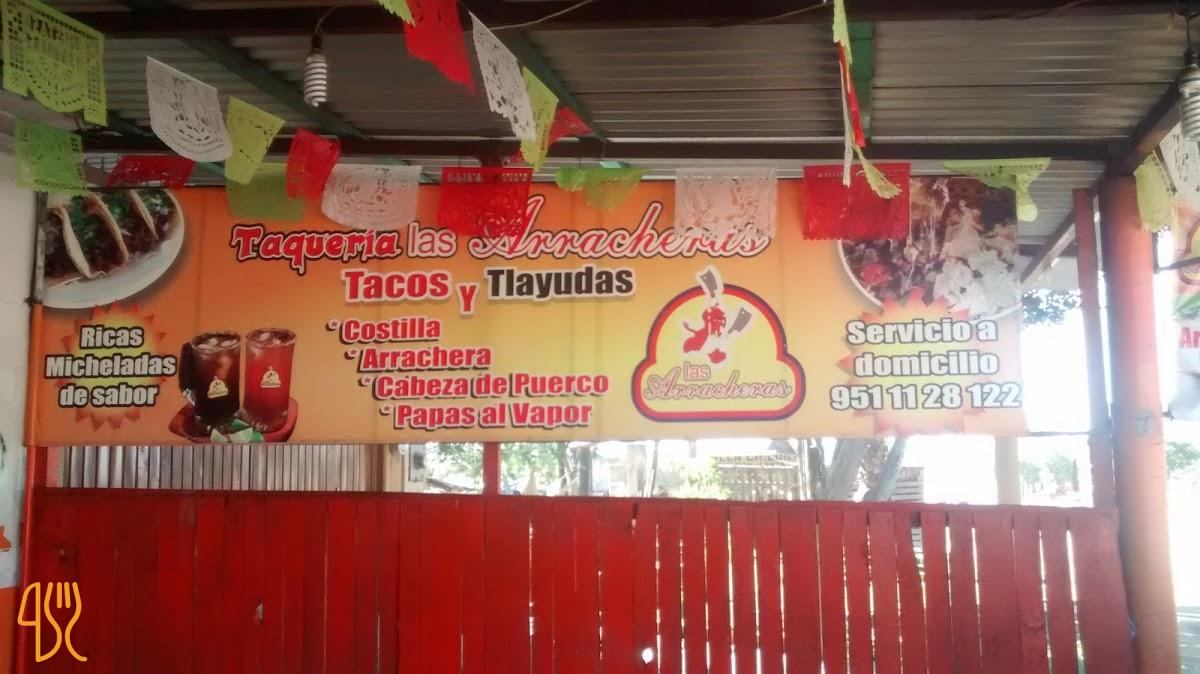 Taquería las Arracheras
Tacos Y Tlayudas
*Costilla
*Arrachera
*Cabeza de Puerco
*Papas al Vapor
Ricas
Micheladas
de sabor
las
Arracheras
Servicio a
domicilio
951 11 28 122